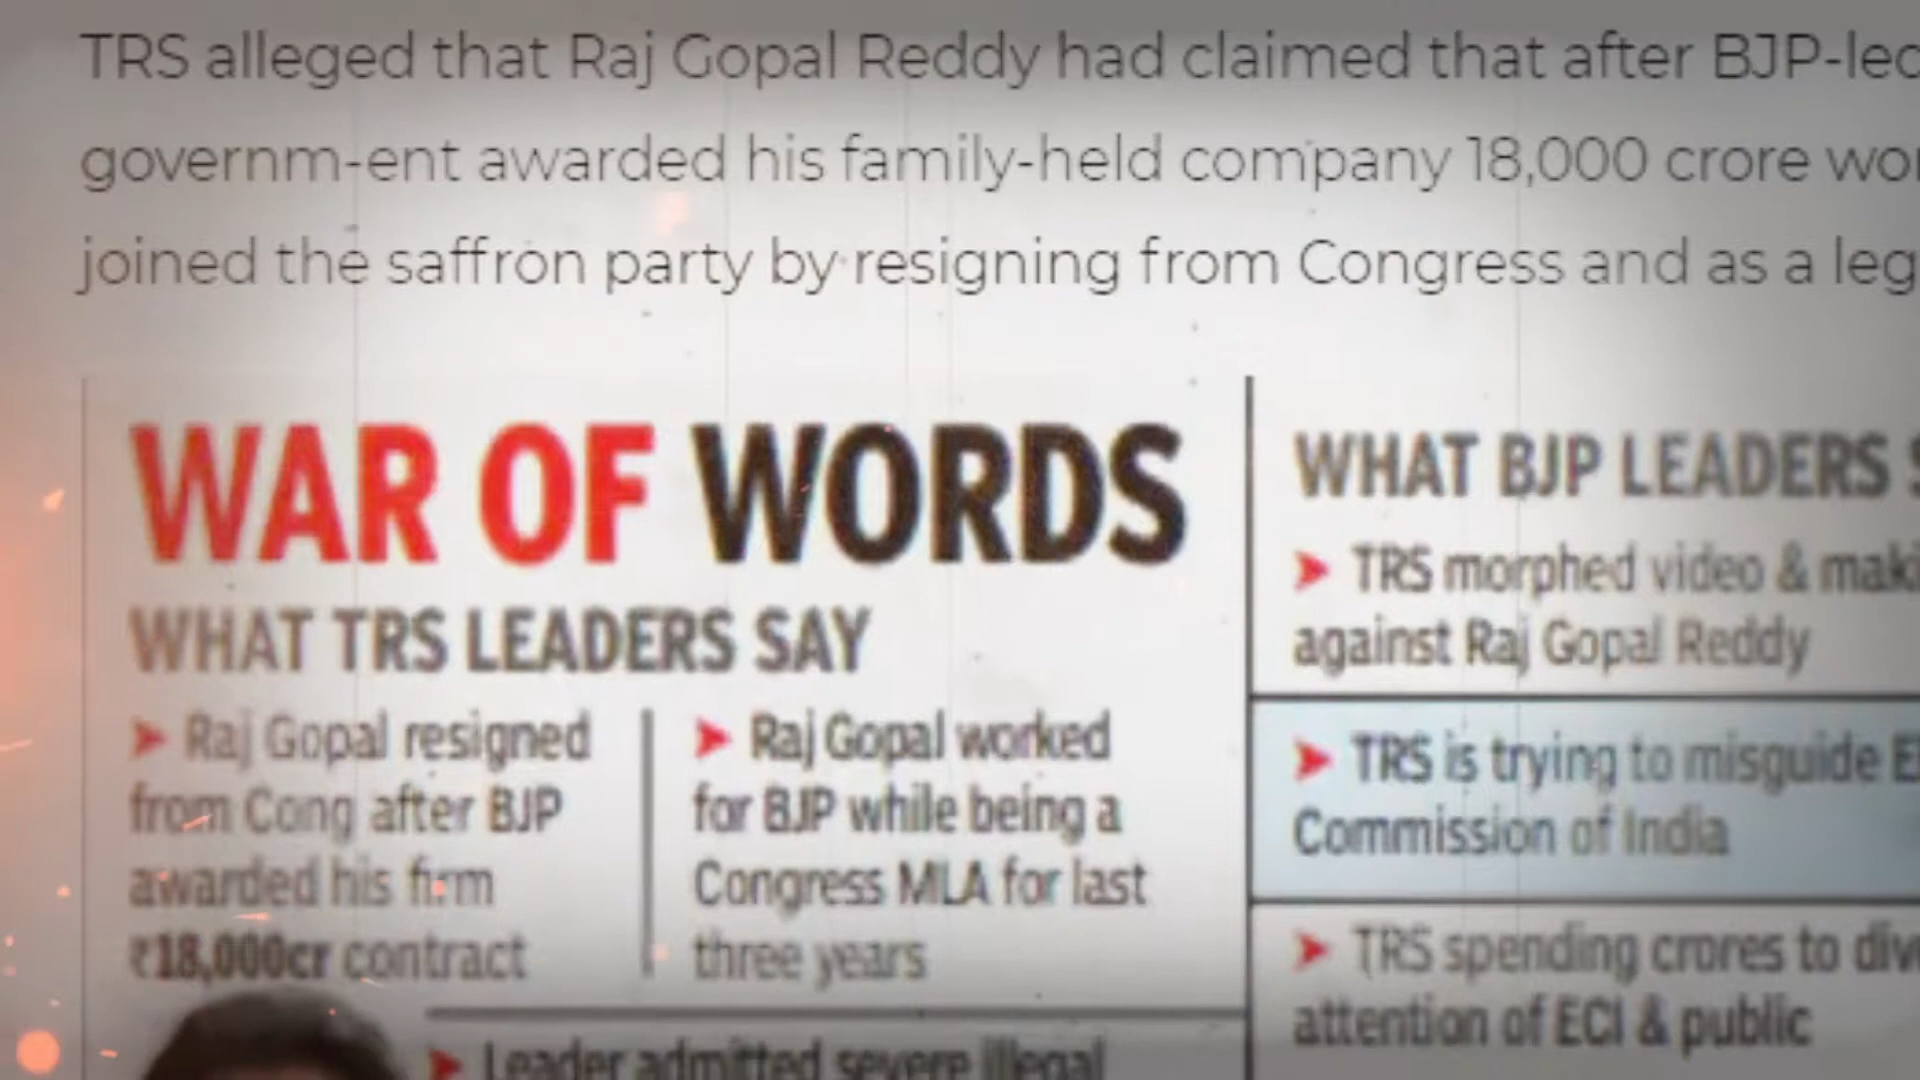 TRS alleged that Raj Gopal Reddy had claimed that after BJP-led
governm-ent awarded his family-held company 18,000 crore
joined the saffron party by resigning from Congress and as a
WAR OF WORDS
WHAT TRS LEADERS SAY
➤ Raj Gopal resigned
from Cong after BJP
awarded his firm
₹18,000cr contract
➤ Raj Gopal worked
for BJP while being a
Congress MLA for last
three years
➤ Leader admitted severe illegal
WHAT BJP LEADERS
➤ TRS morphed video &
against Raj Gopal Reddy
➤ TRS is trying to misguide
Commission of India
➤ TRS spending crores to
attention of ECI & public